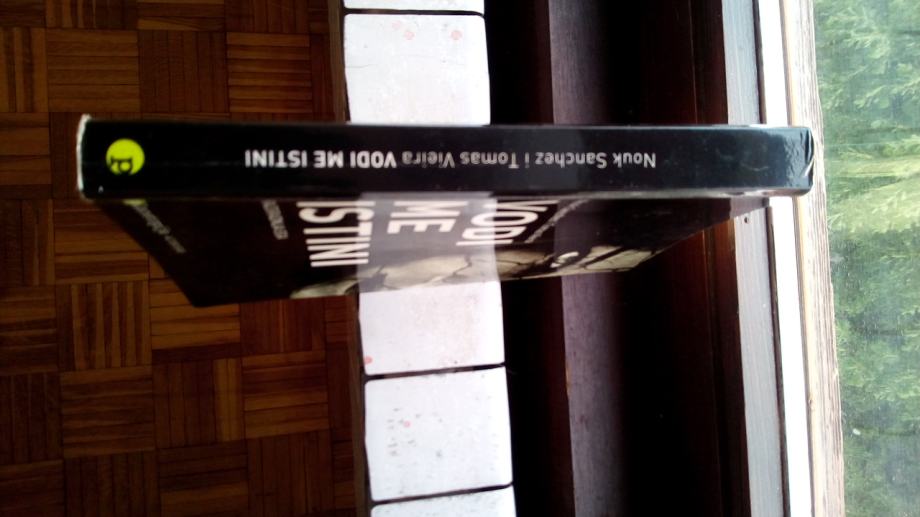 Nouk Sanchez i Tomas Vieira VODI ME ISTINI
VODI
ME
ISTINI